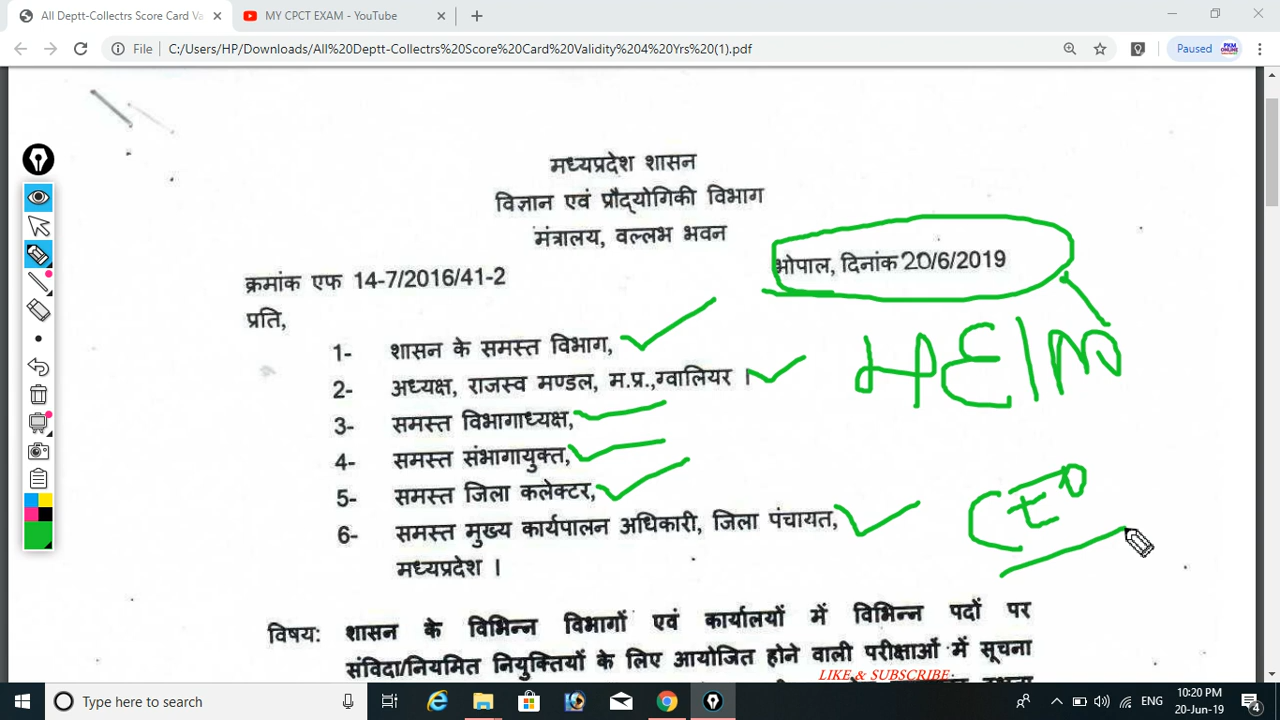 All Deptt-Collectrs Score Card Va
MY CPCT EXAM - YouTube
File C:/Users/HP/Downloads/All%20Deptt-Collectrs%20Score%20Card%20Validity%204%20Yrs%20(1).pdf
Paused
PKM
ONLINE
मध्यप्रदेश शासन
विज्ञान एवं प्रौद्योगिकी विभाग
मंत्रालय, वल्लभ भवन
भोपाल, दिनांक 20/6/2019
क्रमांक एफ 14-7/2016/41-2
प्रति,
1- शासन के समस्त विभाग,
2- अध्यक्ष, राजस्व मण्डल, म.प्र.,ग्वालियर ।
3- समस्त विभागाध्यक्ष,
4- समस्त संभागायुक्त,
5- समस्त जिला कलेक्टर,
6- समस्त मुख्य कार्यपालन अधिकारी, जिला पंचायत,
मध्यप्रदेश ।
CEO
विषय: शासन के विभिन्न विभागों एवं कार्यालयों में विभिन्न पदों पर
संविदा/नियमित नियुक्तियों के लिए आयोजित होने वाली परीक्षाओं में सूचना
LIKE & SUBSCRIBE
Type here to search
ENG
10:20 PM
20-Jun-19
4